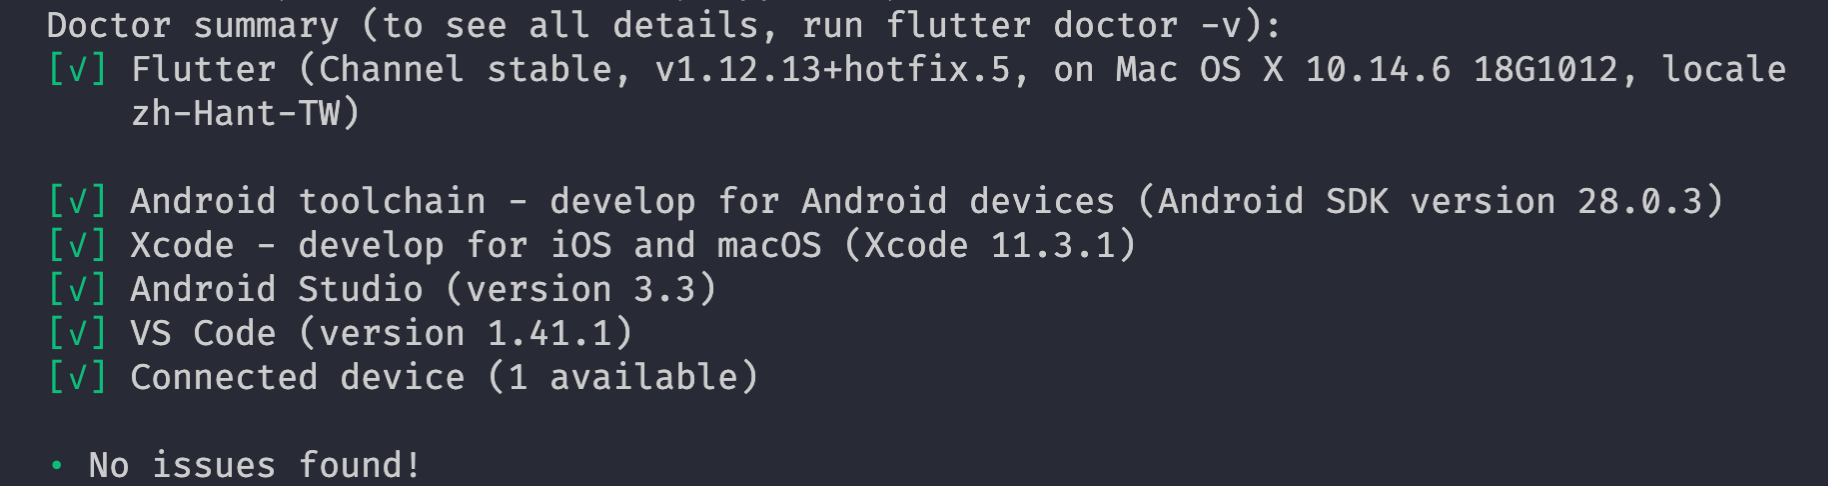 Doctor summary (to see all details, run flutter doctor -v):
[√] Flutter (Channel stable, v1.12.13+hotfix.5, on Mac OS X 10.14.6 18G1012, locale
zh-Hant-TW)
[√] Android toolchain - develop for Android devices (Android SDK version 28.0.3)
[√] Xcode - develop for iOS and macOS (Xcode 11.3.1)
[√] Android Studio (version 3.3)
[√] VS Code (version 1.41.1)
[√] Connected device (1 available)
• No issues found!